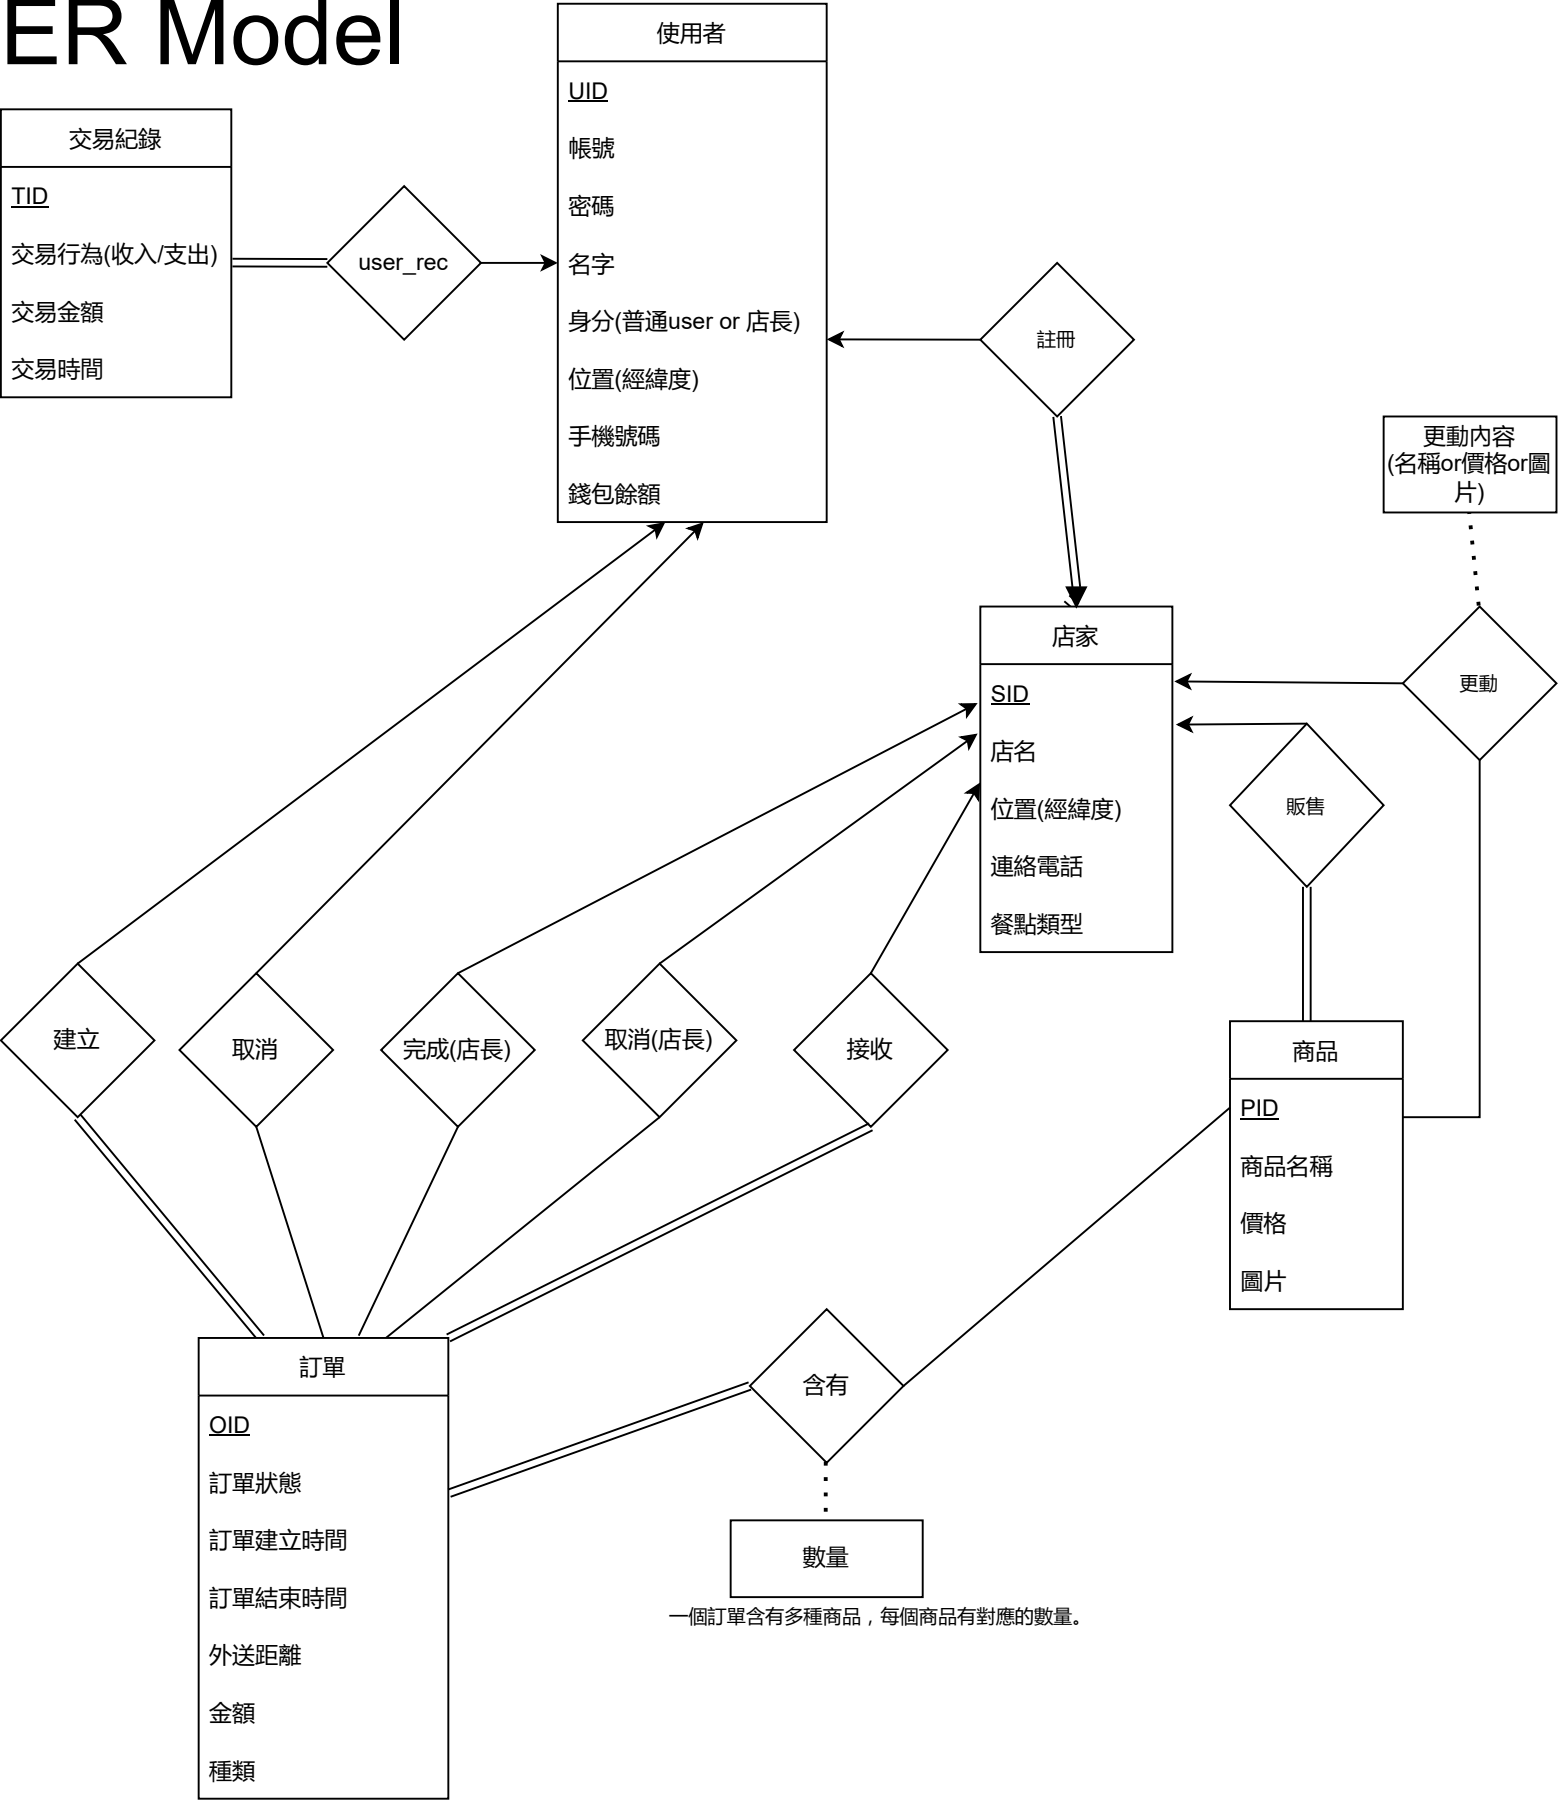 ER Model
使用者
UID
帳號
密碼
名字
身分(普通user or 店長)
位置(經緯度)
手機號碼
錢包餘額
交易紀錄
TID
交易行為(收入/支出)
交易金額
交易時間
user_rec
註冊
更動內容
(名稱or價格or圖
片)
店家
SID
店名
位置(經緯度)
連絡電話
餐點類型
更動
販售
建立
取消
完成(店長)
取消(店長)
接收
商品
PID
商品名稱
價格
圖片
訂單
OID
訂單狀態
訂單建立時間
訂單結束時間
外送距離
金額
種類
含有
數量
一個訂單含有多種商品，每個商品有對應的數量。